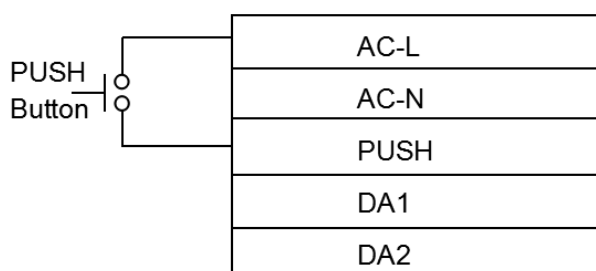 PUSH
Button
AC-L
AC-N
PUSH
DA1
DA2